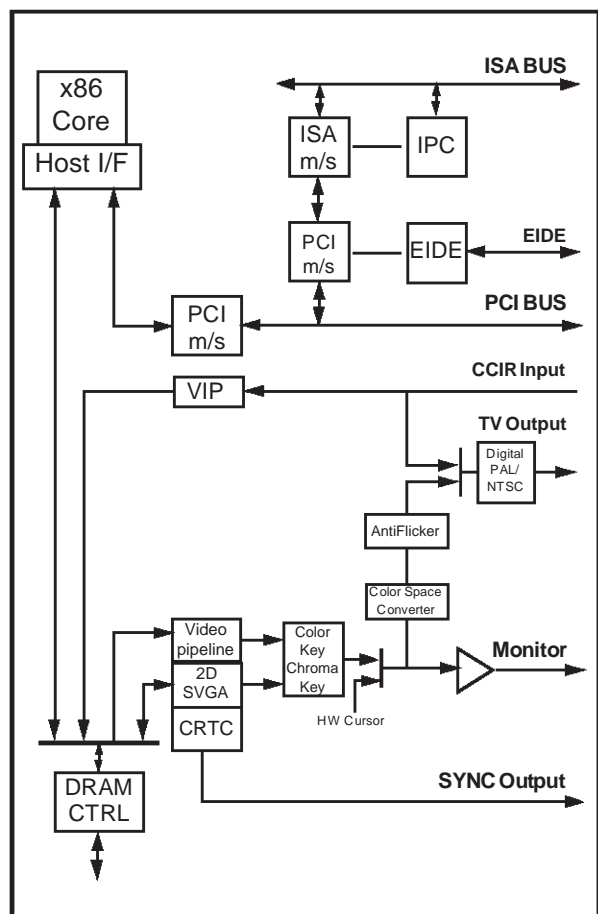 ISA BUS
x86
Core
Host I/F
ISA
m/s
IPC
PCI
m/s
EIDE
EIDE
PCI BUS
PCI
m/s
CCIR Input
VIP
TV Output
Digital
PAL/
NTSC
AntiFlicker
Color Space
Converter
Video
pipeline
Color
Key
Chroma
Key
Monitor
2D
SVGA
HW Cursor
CRTC
SYNC Output
DRAM
CTRL